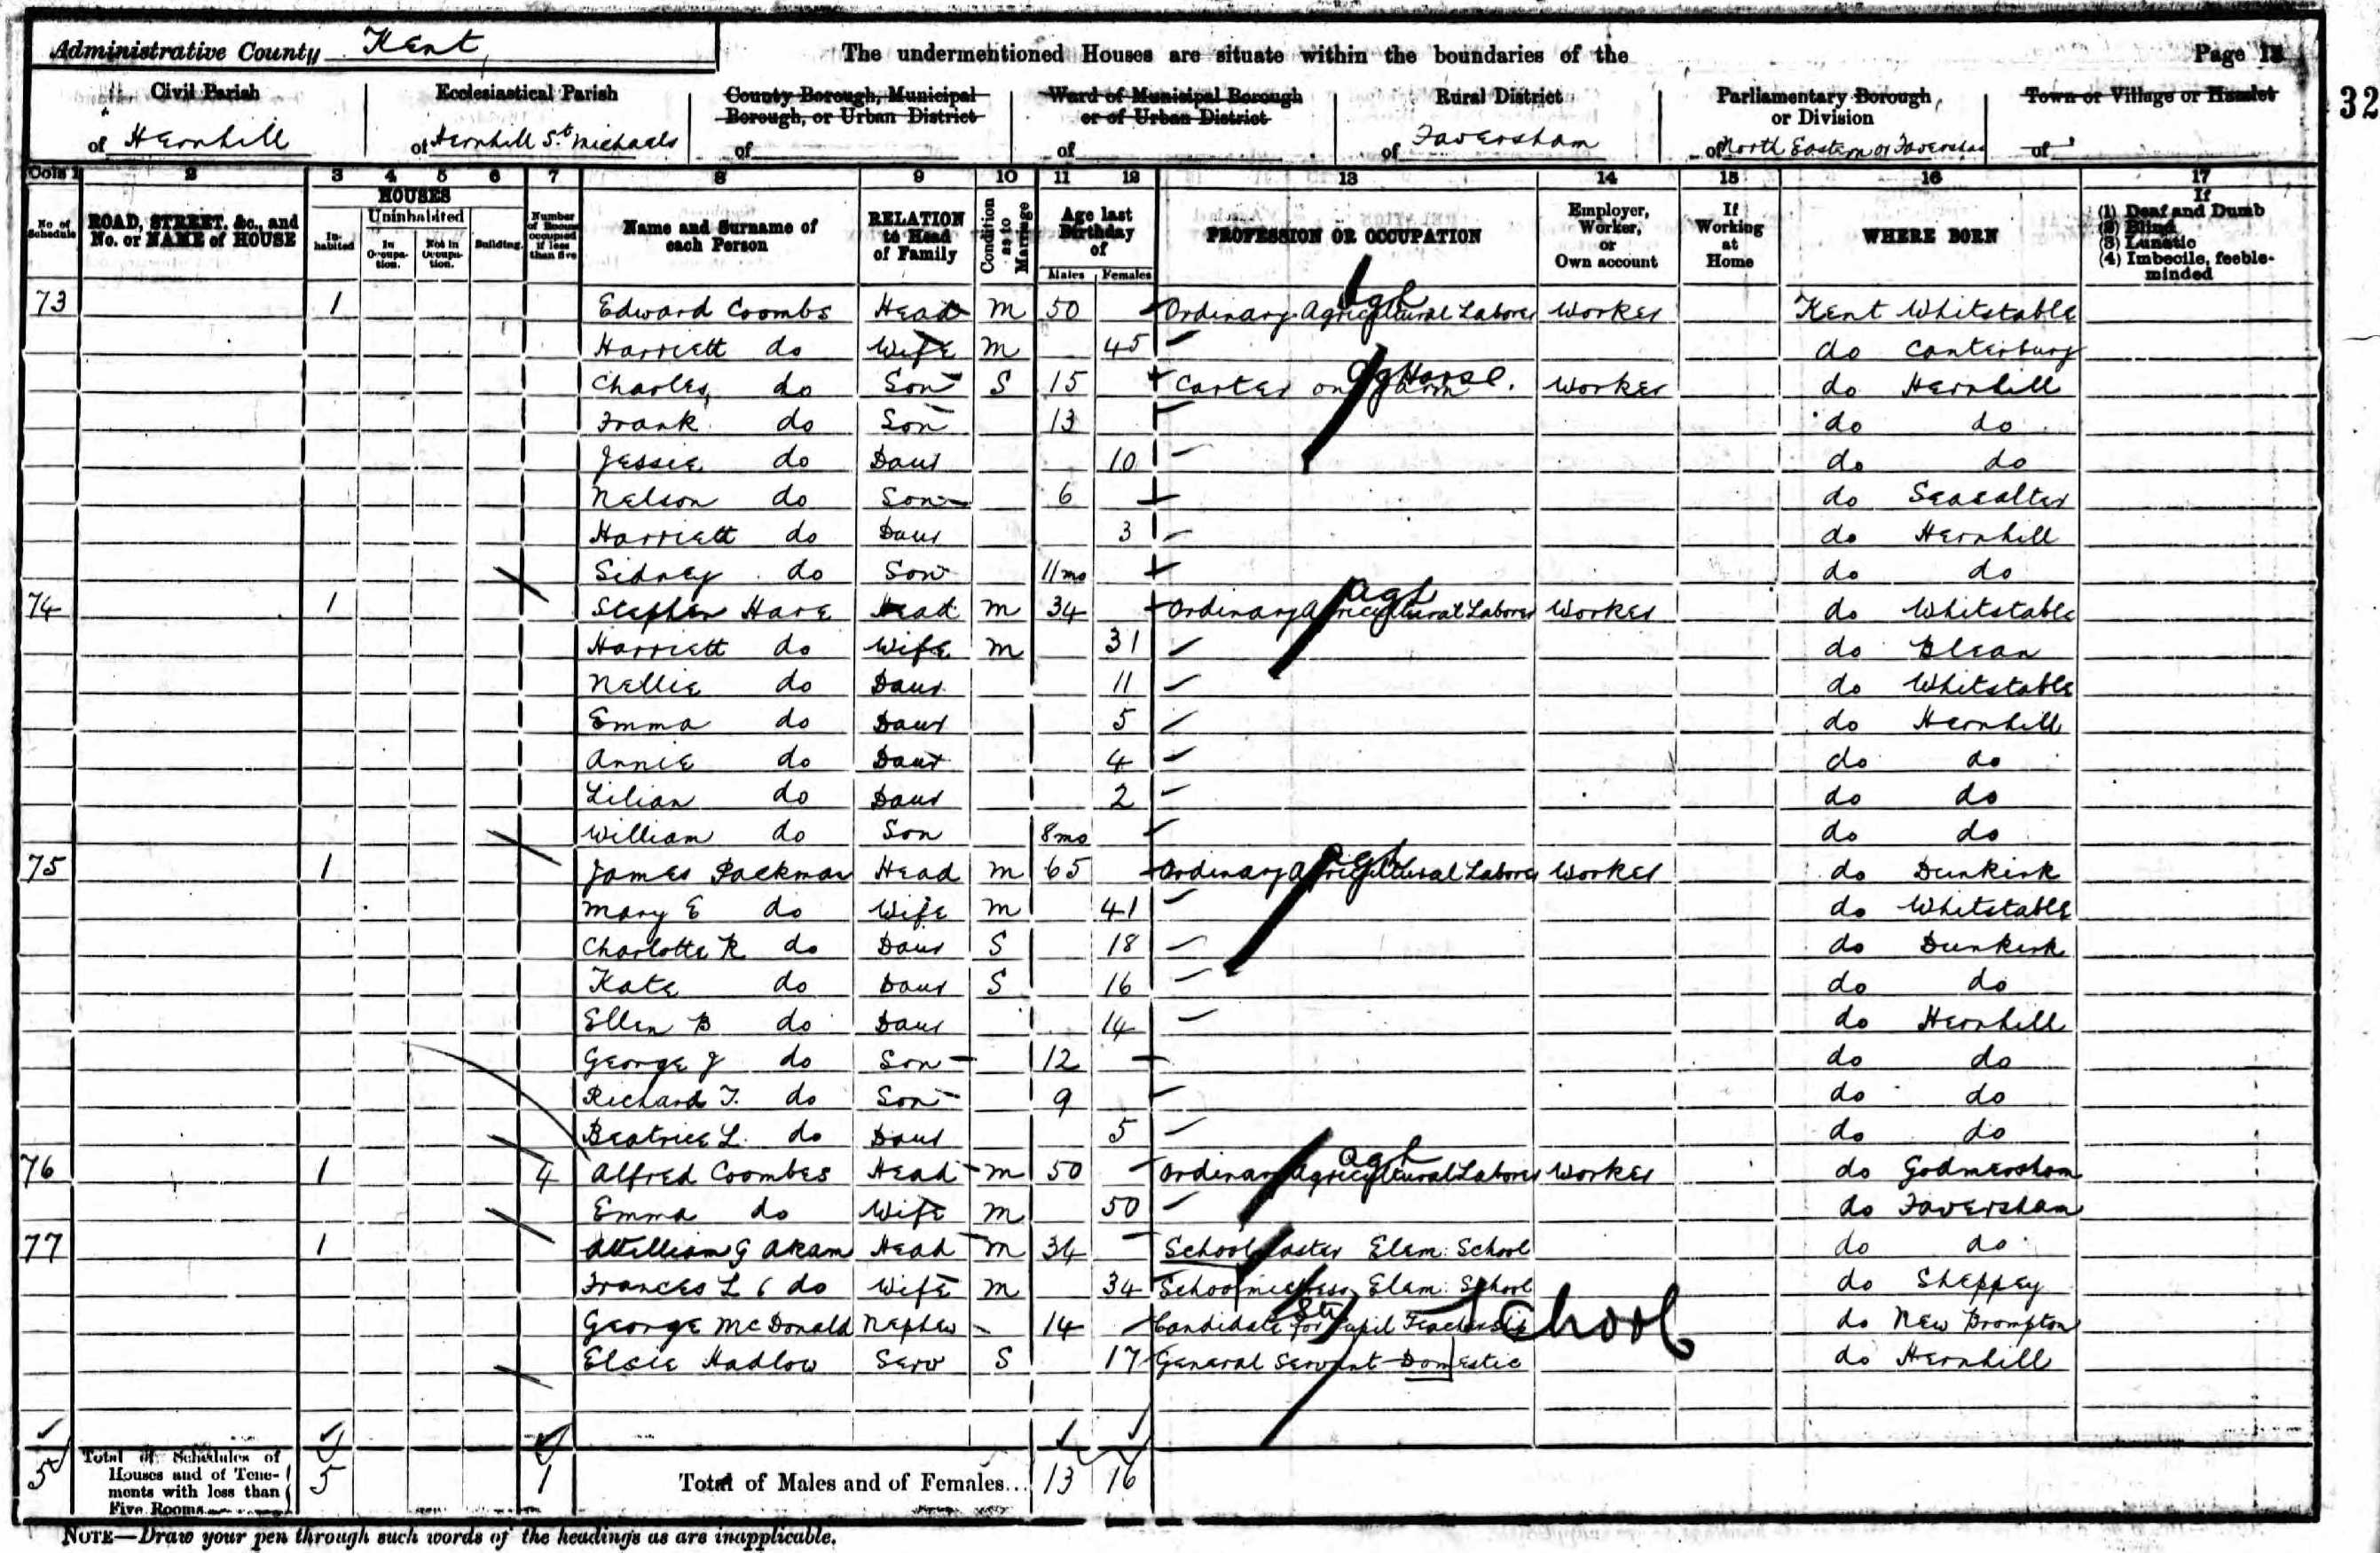 Administrative County Kent The undermentioned Houses are situate within the boundaries of the Page
Civil Parish of Hernhill
Ecclesiastical Parish of Hernhill St. Michaels
County Borough, Municipal Borough, or Urban District of
Ward of Municipal Borough or of Urban District of
Rural District of Faversham
Parliamentary Borough or Division of North Eastern or Faversham
Town or Village or Hamlet of
32
Cols 1 2 3 4 5 6 7 8 9 10 11 12 13 14 15 16 17
No of Schedule
ROAD, STREET, &c., and No. or NAME of HOUSE
HOUSES
Inhabited
Uninhabited
In Occupation.
Not in Occupation.
Building.
Number of Rooms occupied if less than five
Name and Surname of each Person
RELATION to Head of Family
Condition as to Marriage
Age last Birthday of
Males Females
PROFESSION OR OCCUPATION
Employer, Worker, or Own account
If Working at Home
WHERE BORN
If
(1) Deaf and Dumb
(2) Blind
(3) Lunatic
(4) Imbecile, feeble-minded
73 1 Edward Coombs Head M 50 Ordinary Agricultural Laborer Agl Worker Kent Whitstable
Harriett do Wife M 45 do Canterbury
Charles do Son S 15 Carter on Farm Horse. Worker do Hernhill
Frank do Son 13 do do
Jessie do Daur 10 do do
Nelson do Son 6 do Seasalter
Harriett do Daur 3 do Hernhill
Sidney do Son 11mo do do
74 1 Stephen Hare Head M 34 Ordinary Agricultural Laborer Agl Worker do Whitstable
Harriett do Wife M 31 do Blean
Nellie do Daur 11 do Whitstable
Emma do Daur 5 do Hernhill
Annie do Daur 4 do do
Lilian do Daur 2 do do
William do Son 8mo do do
75 1 James Packman Head M 65 Ordinary Agricultural Laborer Agl Worker do Dunkirk
Mary E do Wife M 41 do Whitstable
Charlotte R do Daur S 18 do Dunkirk
Kate do Daur S 16 do do
Ellen B do Daur 14 do Hernhill
George J do Son 12 do do
Richard T. do Son 9 do do
Beatrice L. do Daur 5 do do
76 1 4 Alfred Coombes Head M 50 Ordinary Agricultural Laborer Agl Worker do Godmersham
Emma do Wife M 50 do Faversham
77 1 William G Akam Head M 34 Schoolmaster Elem: School do do
Frances L C do Wife M 34 Schoolmistress Elem: School do Sheppey
George McDonald Nephew 14 Candidate for Pupil Teachership School do New Brompton
Elsie Hadlow Serv S 17 General Servant Domestic do Hernhill
5 Total of Schedules of Houses and of Tenements with less than Five Rooms 5 1 Total of Males and of Females... 13 16
NOTE—Draw your pen through such words of the headings as are inapplicable.